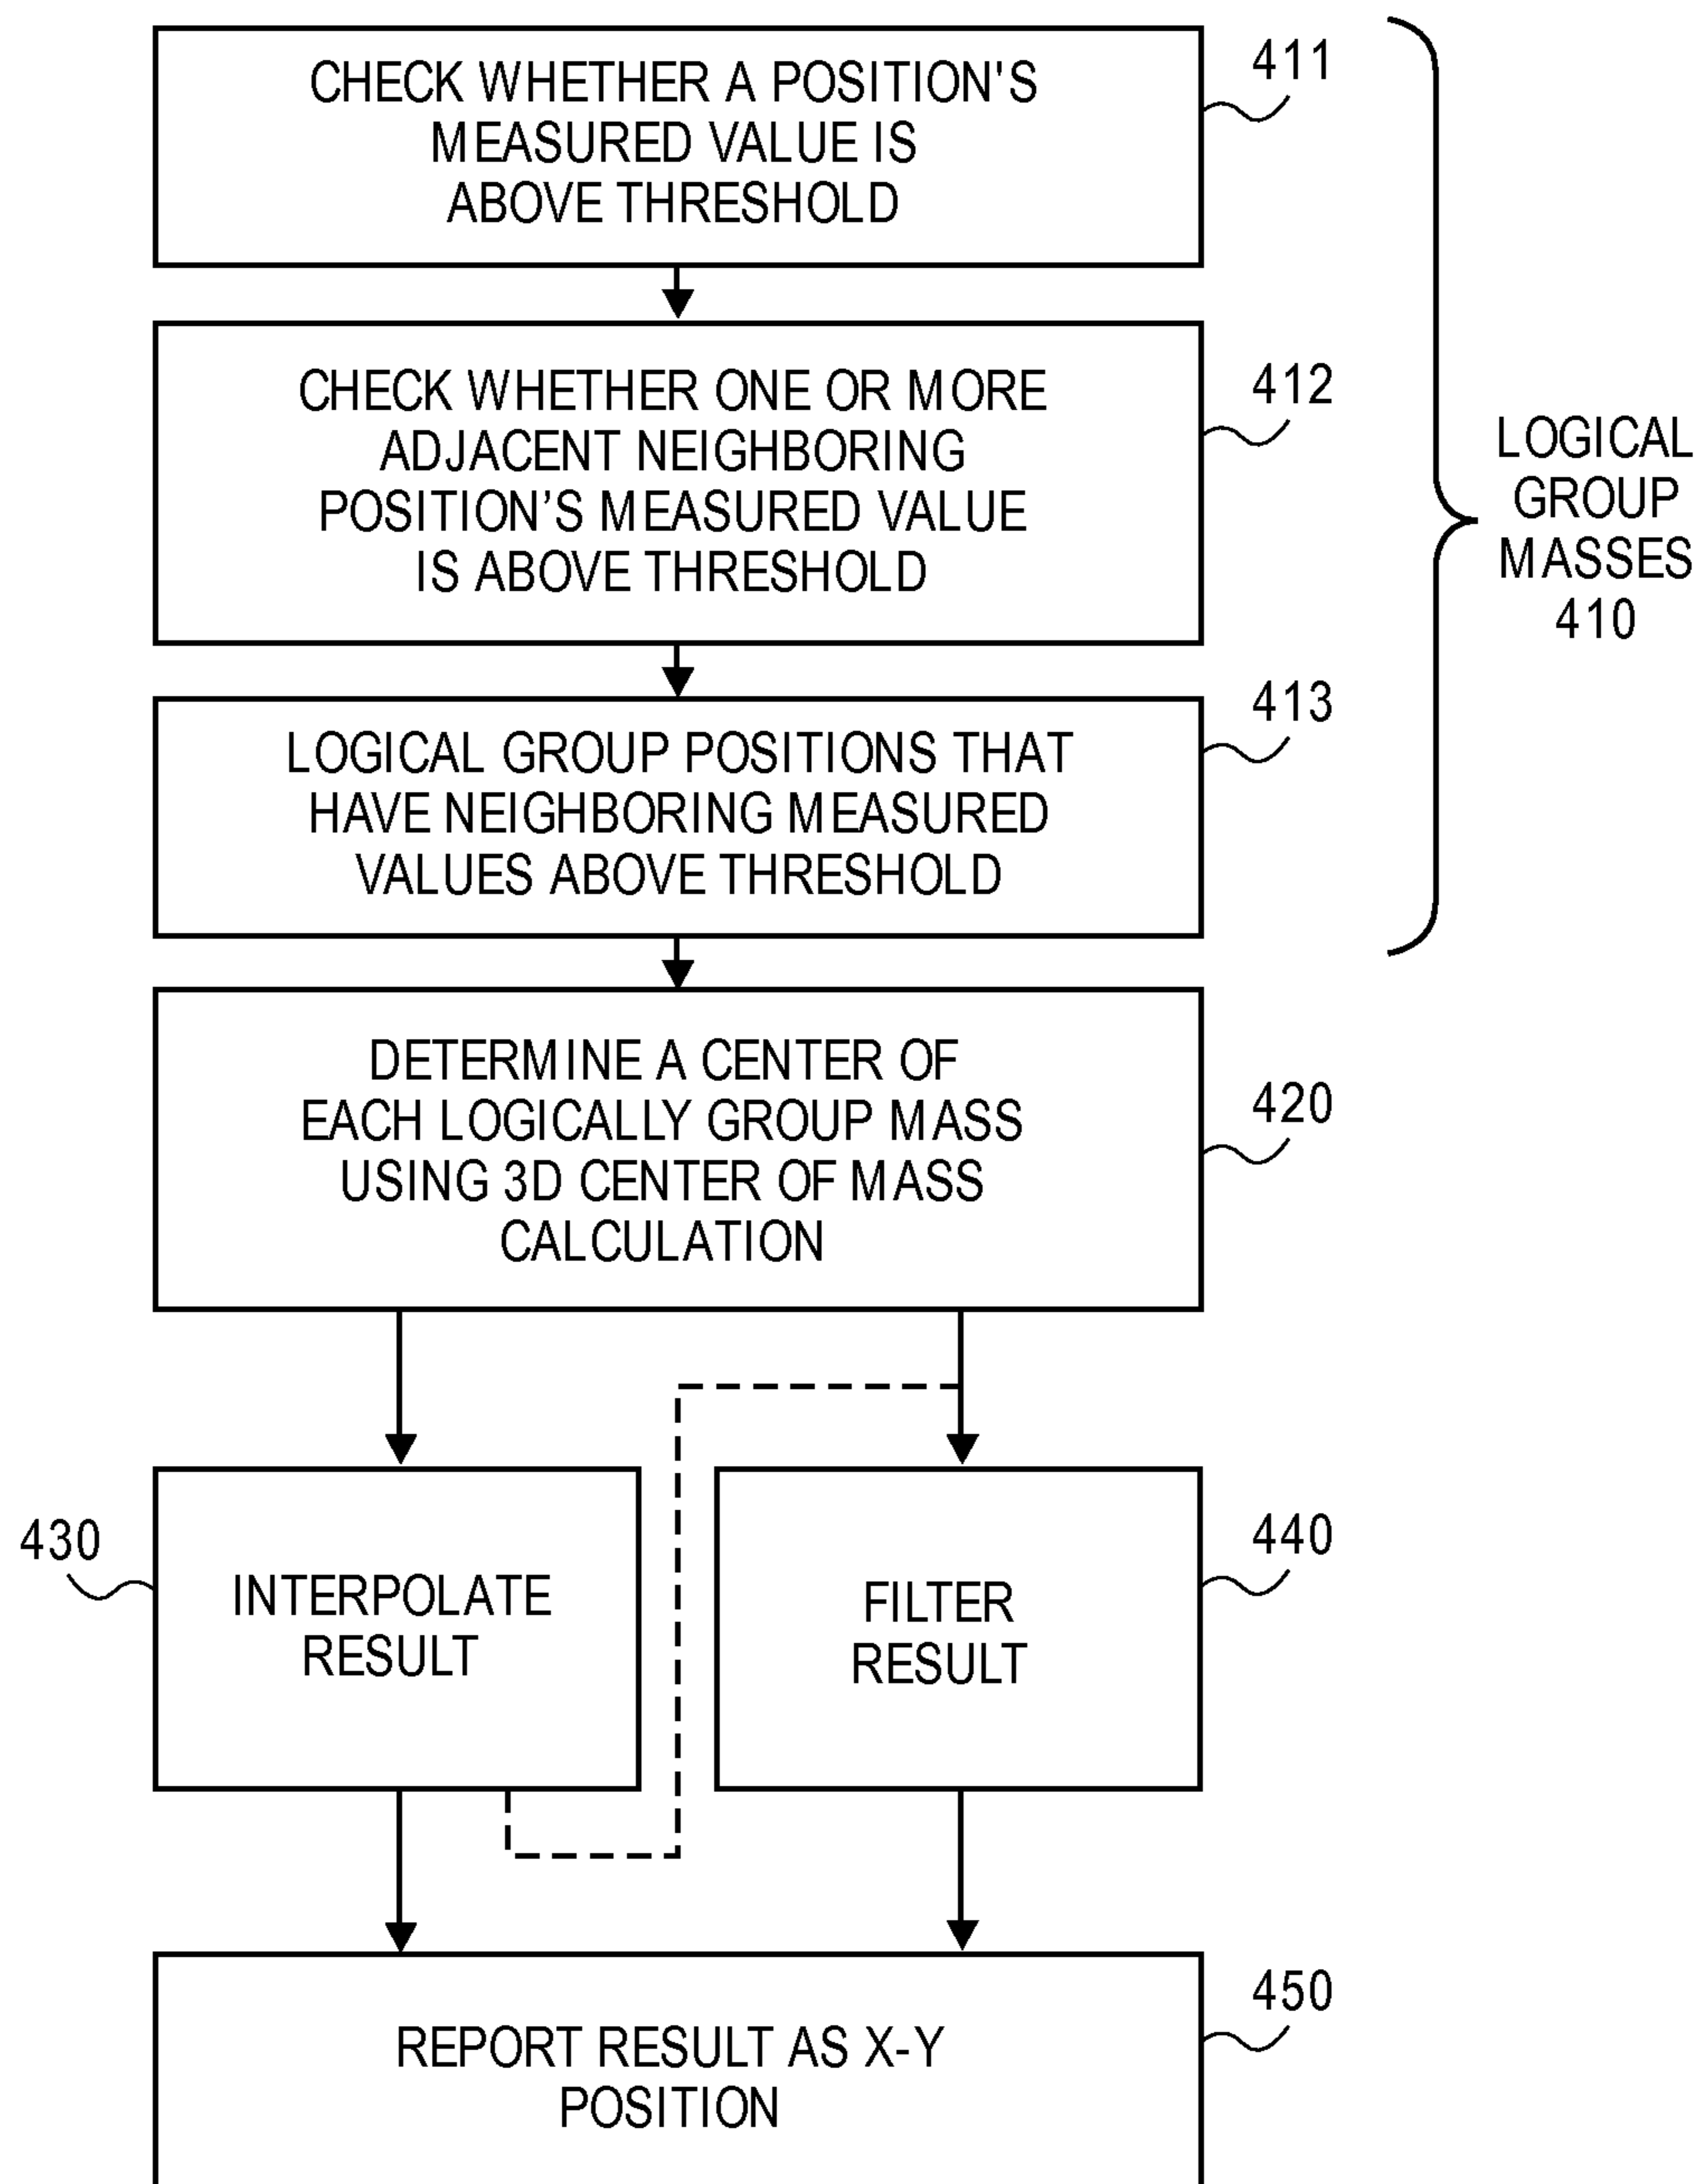 CHECK WHETHER A POSITION'S
MEASURED VALUE IS
ABOVE THRESHOLD
411
CHECK WHETHER ONE OR MORE
ADJACENT NEIGHBORING
POSITION’S MEASURED VALUE
IS ABOVE THRESHOLD
412
LOGICAL
GROUP
MASSES
410
LOGICAL GROUP POSITIONS THAT
HAVE NEIGHBORING MEASURED
VALUES ABOVE THRESHOLD
413
DETERMINE A CENTER OF
EACH LOGICALLY GROUP MASS
USING 3D CENTER OF MASS
CALCULATION
420
430
INTERPOLATE
RESULT
FILTER
RESULT
440
REPORT RESULT AS X-Y
POSITION
450